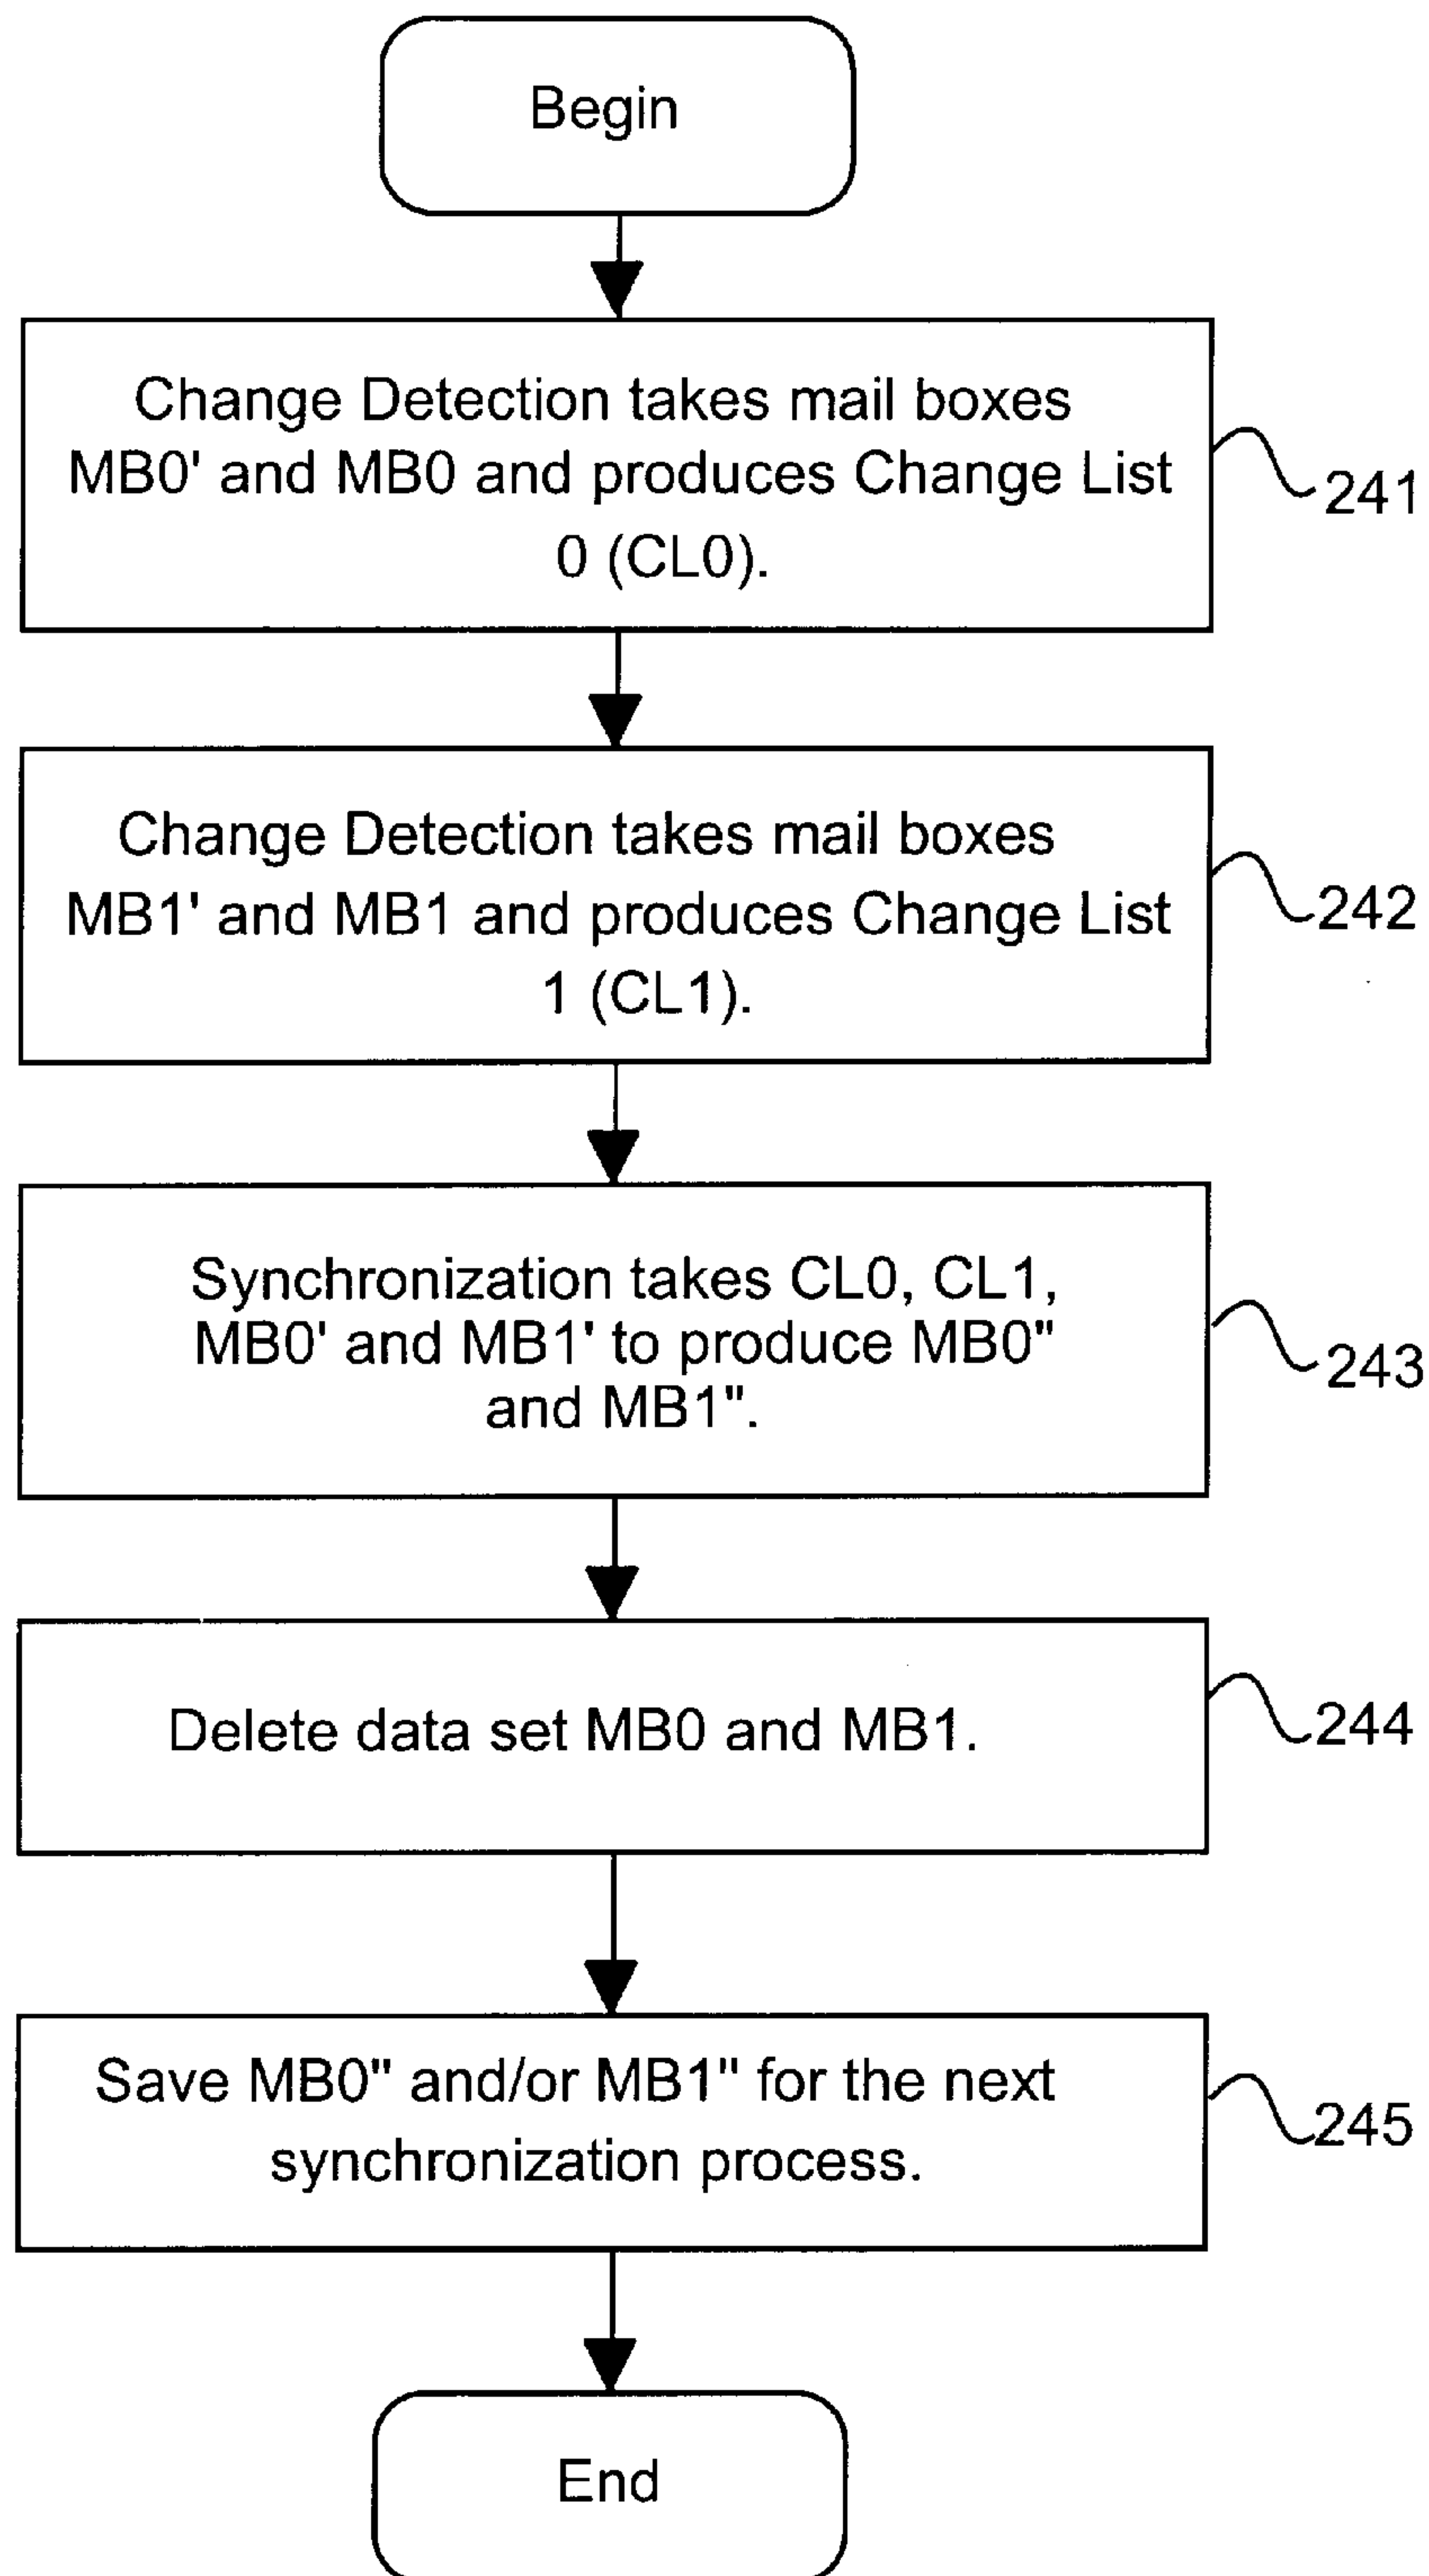 Begin
Change Detection takes mail boxes
MB0' and MB0 and produces Change List
0 (CL0).
241
Change Detection takes mail boxes
MB1' and MB1 and produces Change List
1 (CL1).
242
Synchronization takes CL0, CL1,
MB0' and MB1' to produce MB0"
and MB1".
243
Delete data set MB0 and MB1.
244
Save MB0" and/or MB1" for the next
synchronization process.
245
End